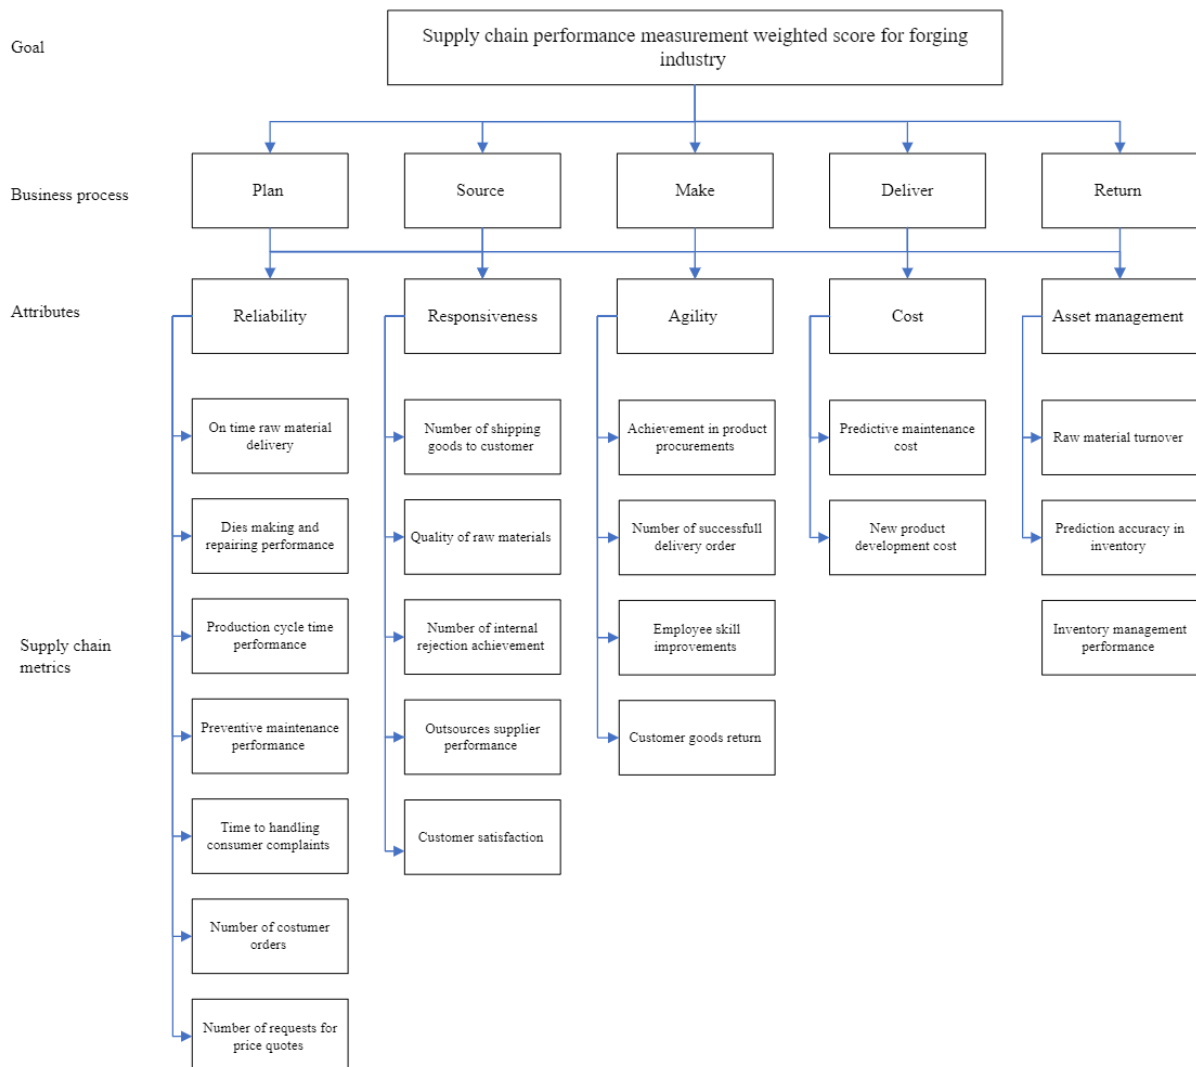 Goal
Supply chain performance measurement weighted score for forging
industry
Business process
Plan
Source
Make
Deliver
Return
Attributes
Reliability
Responsiveness
Agility
Cost
Asset management
Supply chain
metrics
On time raw material
delivery
Dies making and
repairing performance
Production cycle time
performance
Preventive maintenance
performance
Time to handling
consumer complaints
Number of costumer
orders
Number of requests for
price quotes
Number of shipping
goods to customer
Quality of raw materials
Number of internal
rejection achievement
Outsources supplier
performance
Customer satisfaction
Achievement in product
procurements
Number of successfull
delivery order
Employee skill
improvements
Customer goods return
Predictive maintenance
cost
New product
development cost
Raw material turnover
Prediction accuracy in
inventory
Inventory management
performance